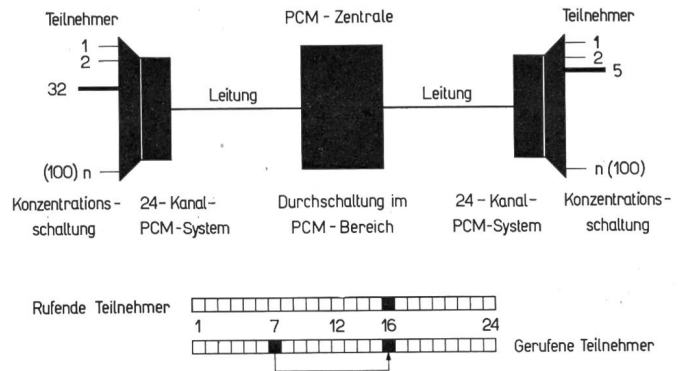 Teilnehmer
PCM - Zentrale
Teilnehmer
1
2
32
(100) n
Leitung
Leitung
1
2
5
n (100)
Konzentrations -
schaltung
24 - Kanal -
PCM-System
Durchschaltung im
PCM - Bereich
24 - Kanal -
PCM-System
Konzentrations -
schaltung
Rufende Teilnehmer
1 7 12 16 24
Gerufene Teilnehmer